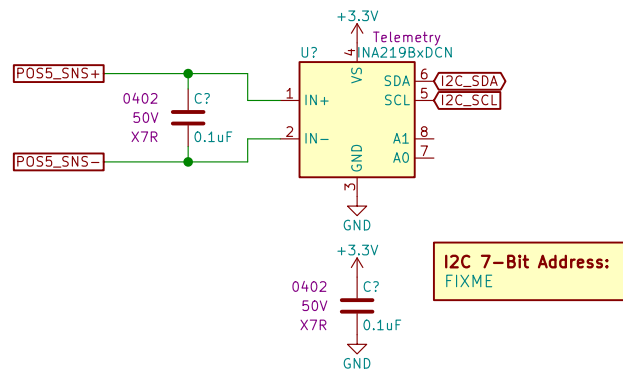 +3.3V
Telemetry
U? INA219BxDCN
4
VS
POS5_SNS+
SDA 6 I2C_SDA
1 IN+
SCL 5 I2C_SCL
0402 C?
50V
X7R 0.1uF
2 IN-
A1 8
A0 7
POS5_SNS-
GND
3
GND
+3.3V
I2C 7-Bit Address:
FIXME
0402 C?
50V
X7R 0.1uF
GND